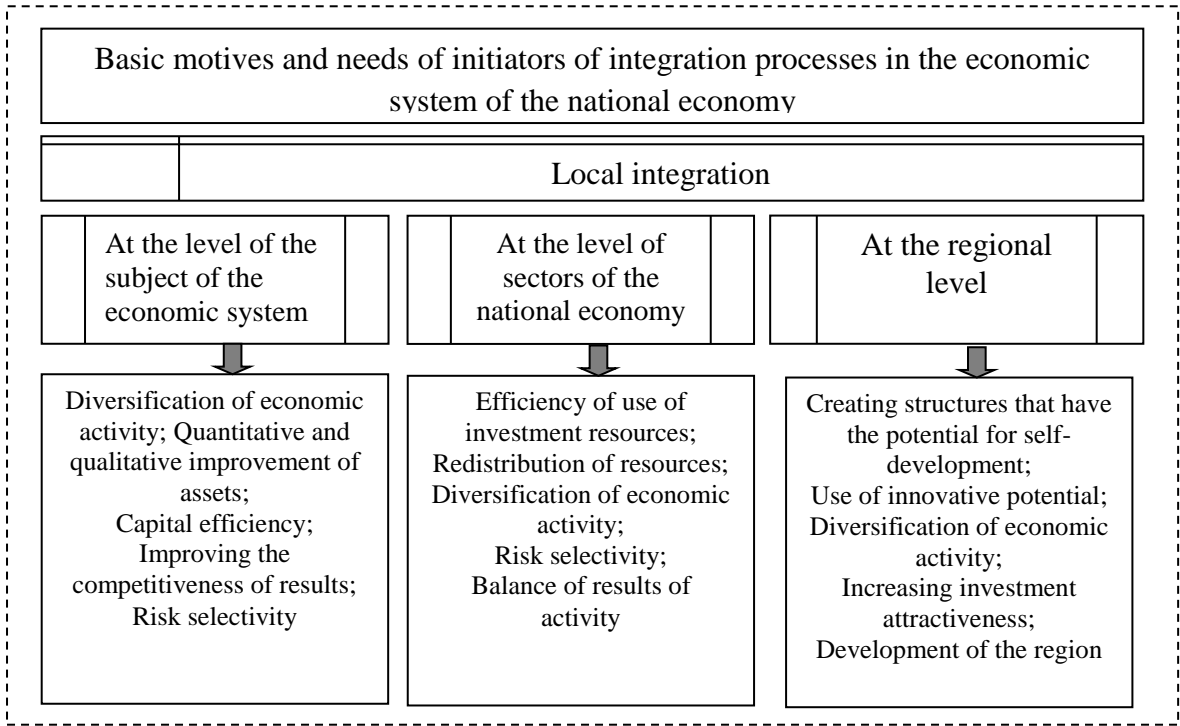 Basic motives and needs of initiators of integration processes in the economic
system of the national economy
Local integration
At the level of the
subject of the
economic system
At the level of
sectors of the
national economy
At the regional
level
Diversification of economic
activity; Quantitative and
qualitative improvement of
assets;
Capital efficiency;
Improving the
competitiveness of results;
Risk selectivity
Efficiency of use of
investment resources;
Redistribution of resources;
Diversification of economic
activity;
Risk selectivity;
Balance of results of
activity
Creating structures that have
the potential for self-
development;
Use of innovative potential;
Diversification of economic
activity;
Increasing investment
attractiveness;
Development of the region